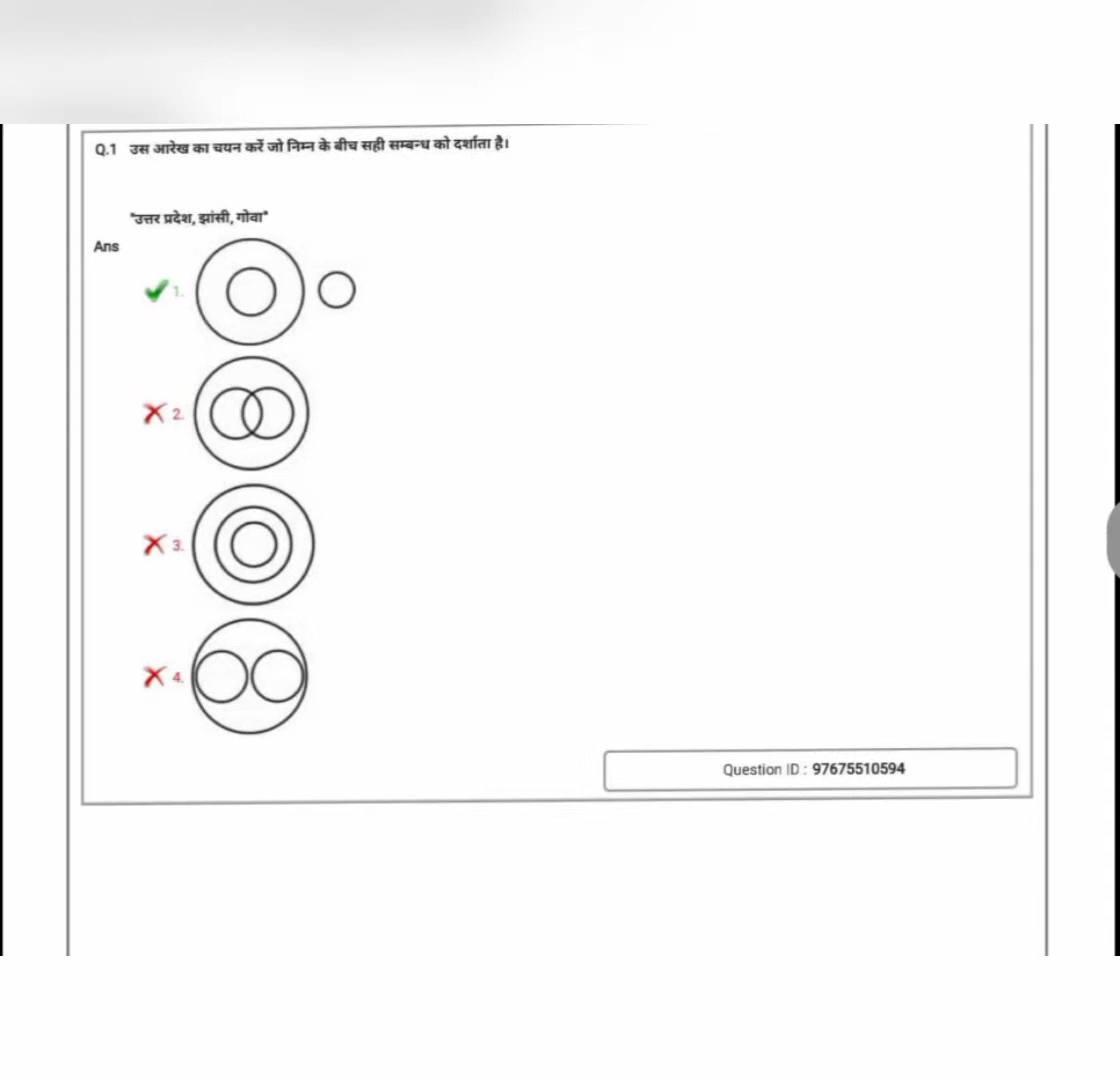 Q.1 उस आरेख का चयन करें जो निम्न के बीच सही सम्बन्ध को दर्शाता है।
"उत्तर प्रदेश, झांसी, गोवा"
Ans
1.
2.
3.
4.
Question ID : 97675510594